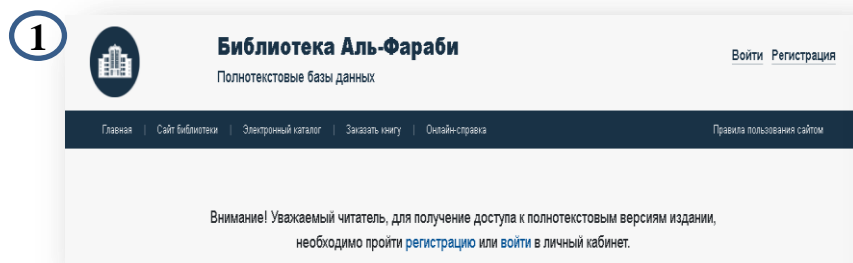 1
Библиотека Аль-Фараби
Войти Регистрация
Полнотекстовые базы данных
Главная | Сайт библиотеки | Электронный каталог | Заказать книгу | Онлайн-справка Правила пользования сайтом
Внимание! Уважаемый читатель, для получение доступа к полнотекстовым версиям издании,
необходимо пройти регистрацию или войти в личный кабинет.